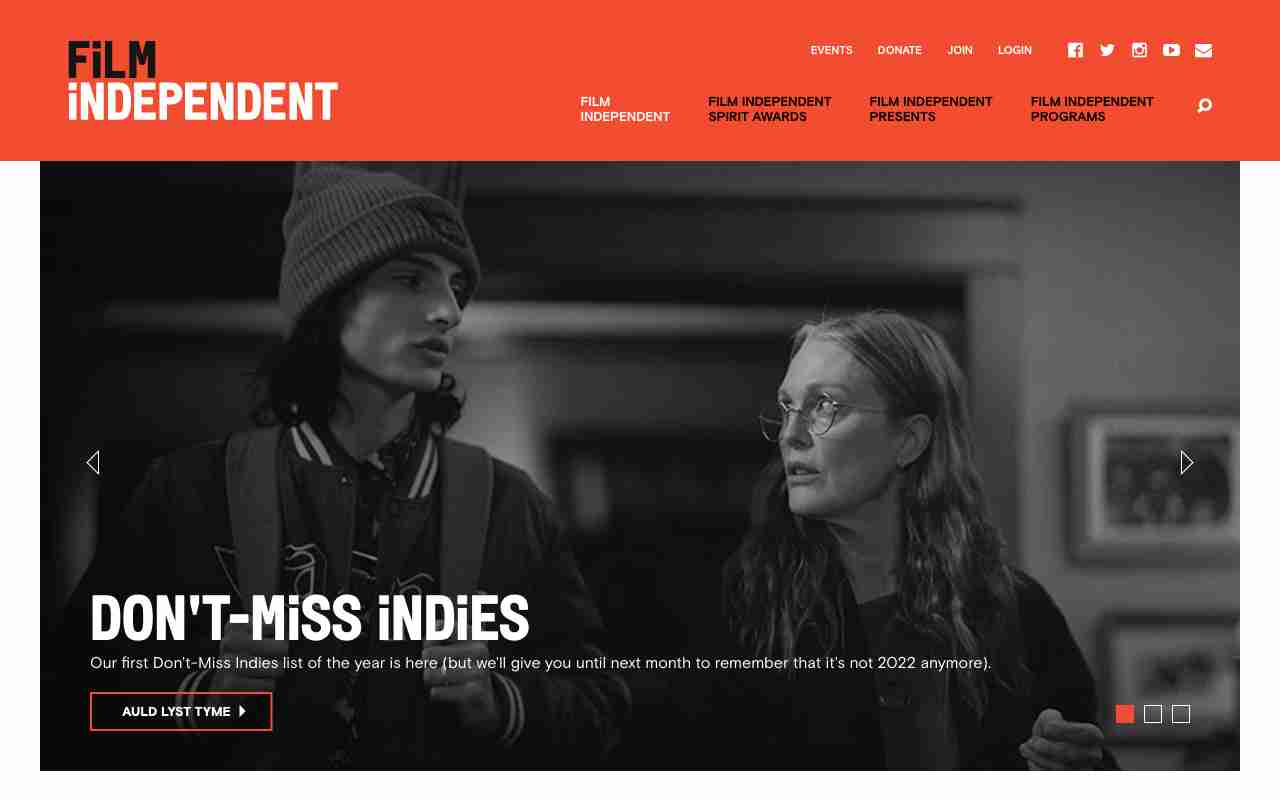 FiLM
iNDEPENDENT
EVENTS DONATE JOIN LOGIN
FILM
INDEPENDENT
FILM INDEPENDENT
SPIRIT AWARDS
FILM INDEPENDENT
PRESENTS
FILM INDEPENDENT
PROGRAMS
DON'T-MiSS iNDiES
Our first Don't-Miss Indies list of the year is here (but we'll give you until next month to remember that it's not 2022 anymore).
AULD LYST TYME